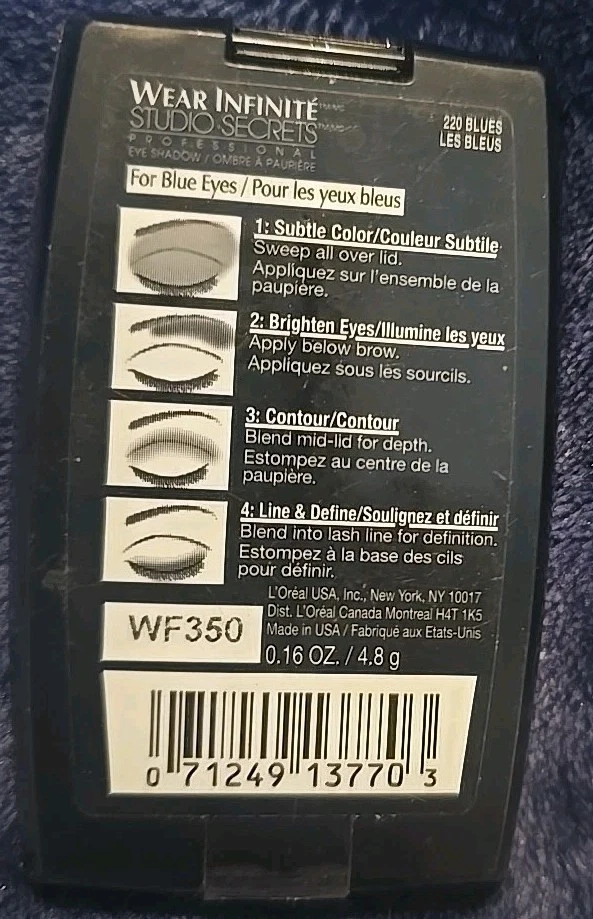 WEAR INFINITÉ
STUDIO SECRETS
PROFESSIONAL
EYE SHADOW / OMBRE À PAUPIÈRE
220 BLUES
LES BLEUS
For Blue Eyes / Pour les yeux bleus
1: Subtle Color/Couleur Subtile
Sweep all over lid.
Appliquez sur l'ensemble de la
paupière.
2: Brighten Eyes/Illumine les yeux
Apply below brow.
Appliquez sous les sourcils.
3: Contour/Contour
Blend mid-lid for depth.
Estompez au centre de la
paupière.
4: Line & Define/Soulignez et définir
Blend into lash line for definition.
Estompez à la base des cils
pour définir.
L'Oréal USA, Inc., New York, NY 10017
Dist. L'Oréal Canada Montreal H4T 1K5
Made in USA / Fabriqué aux Etats-Unis
0.16 OZ. / 4.8 g
WF350
0 71249 13770 3